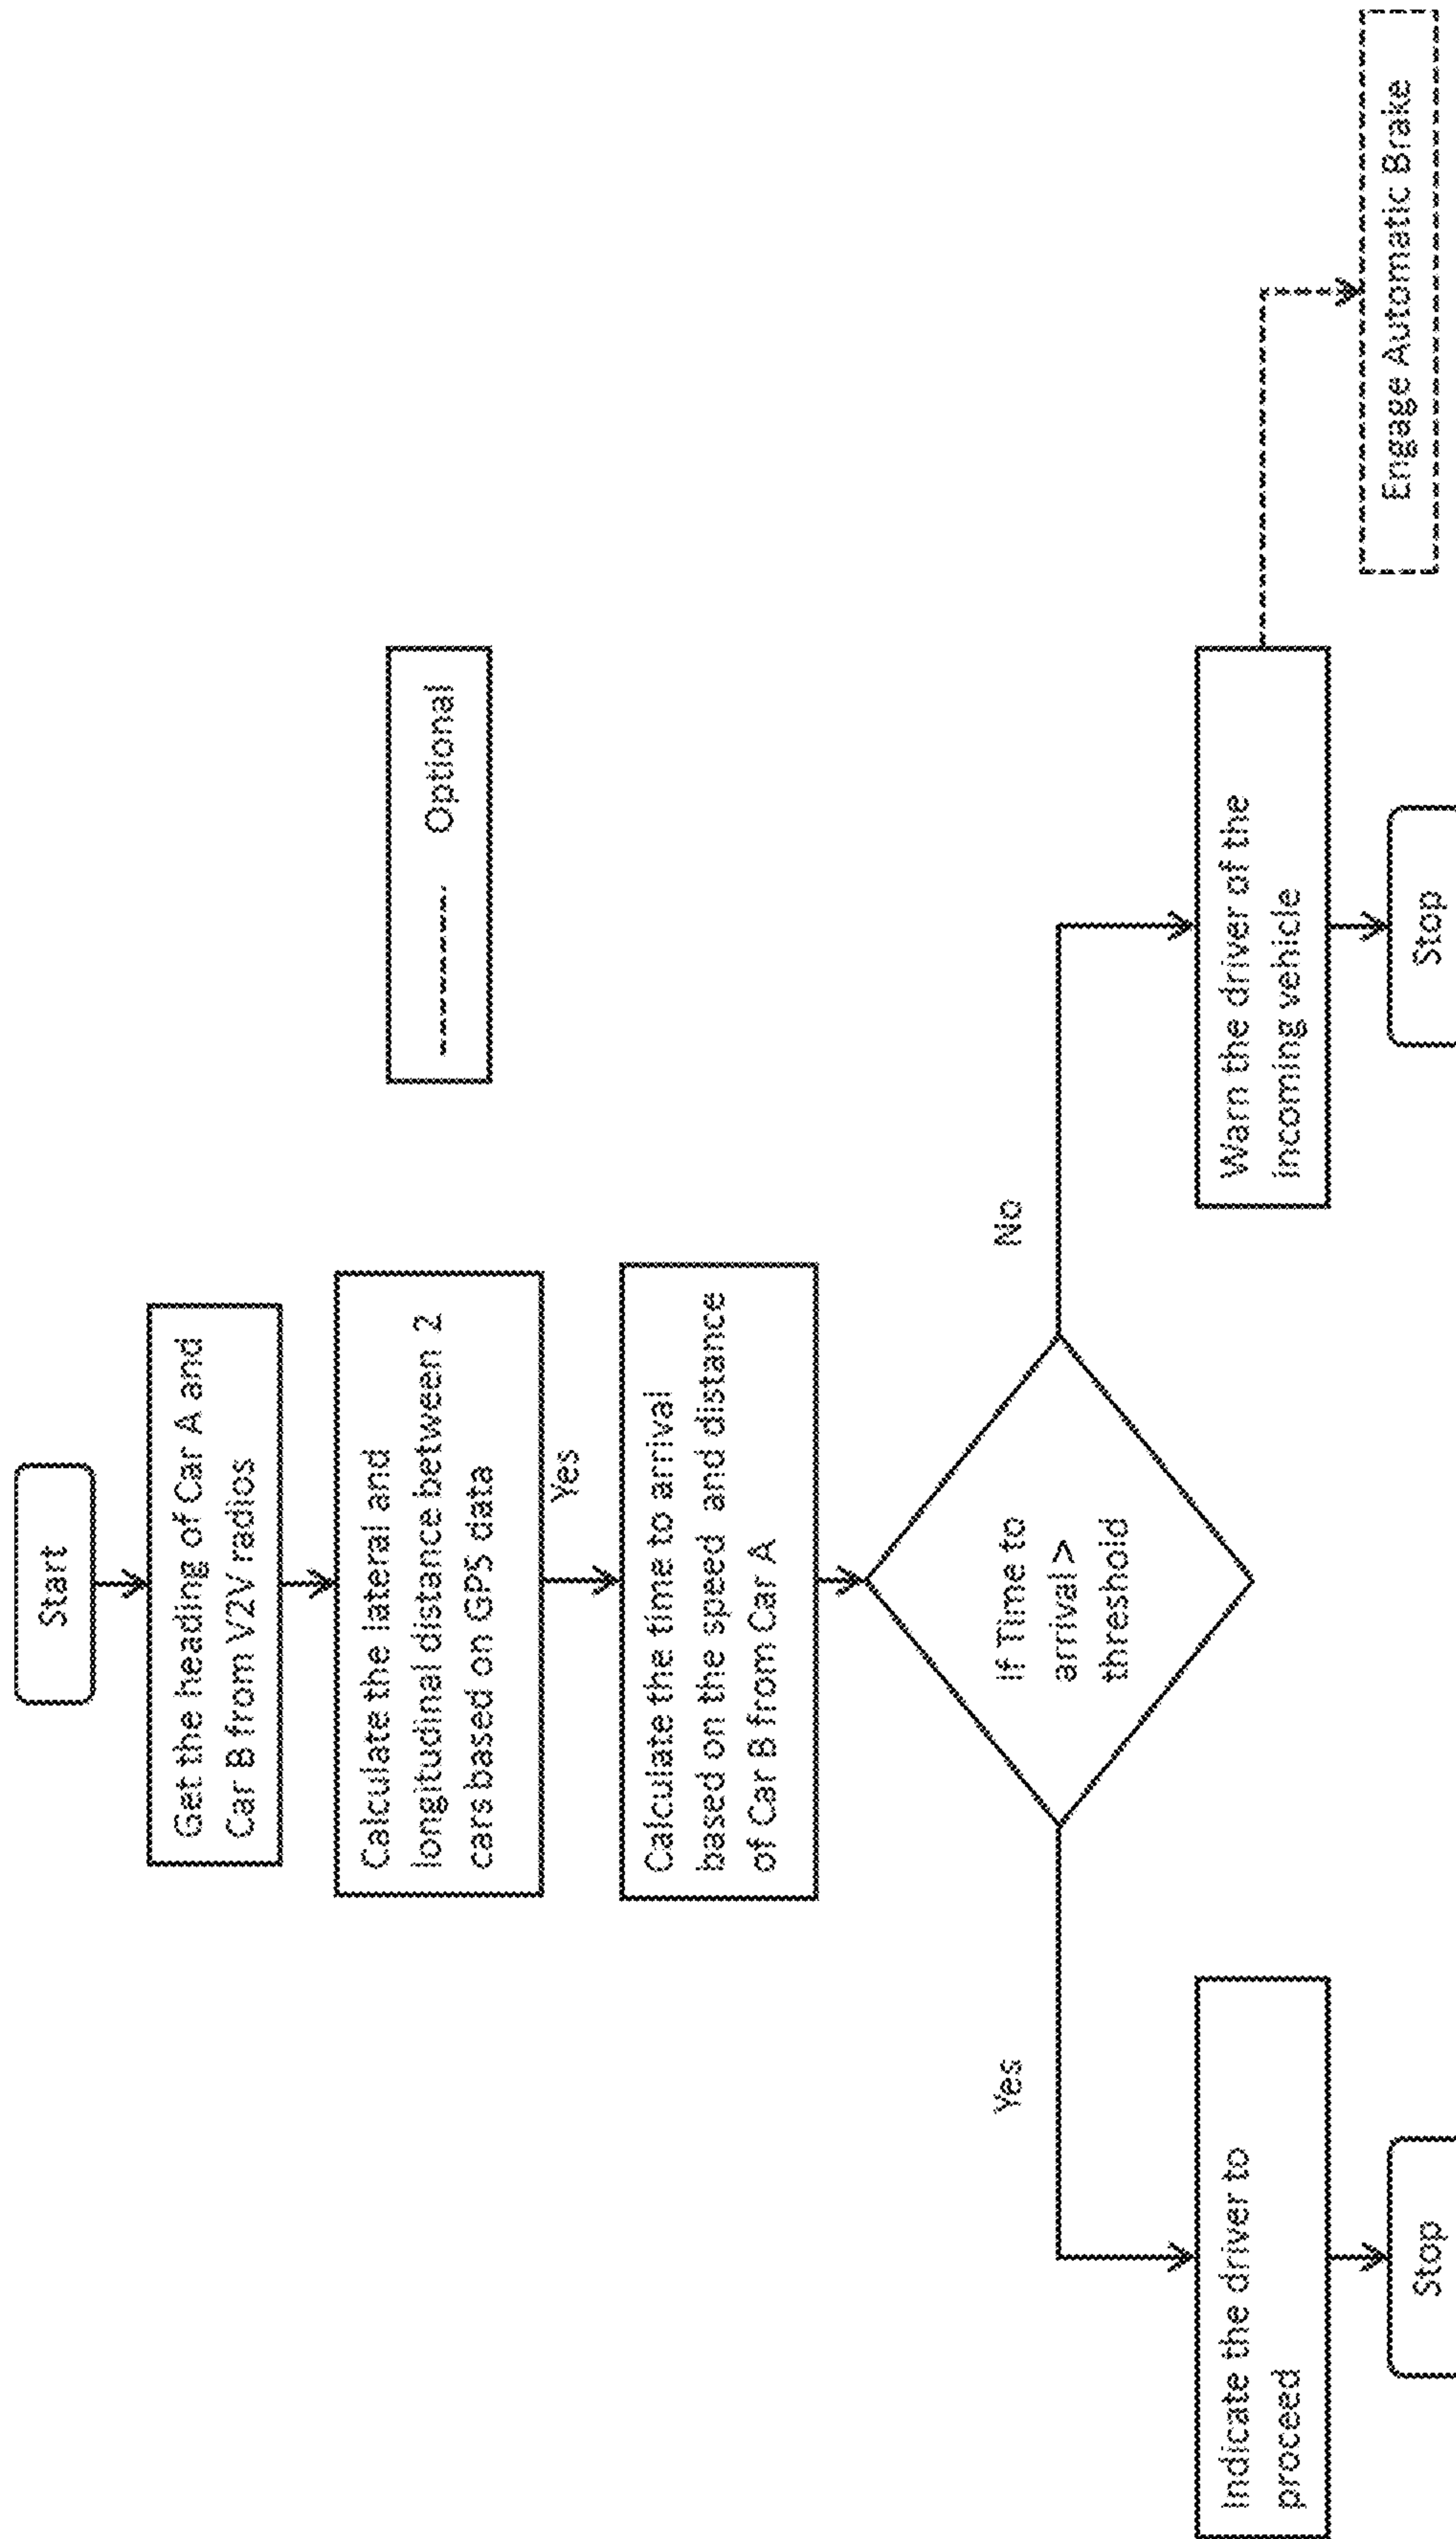 Start
Get the heading of Car A and
Car B from V2V radios
Calculate the lateral and
longitudinal distance between 2
cars based on GPS data
Optional
Yes
Calculate the time to arrival
based on the speed and distance
of Car B from Car A
If Time to
arrival >
threshold
Yes
No
Indicate the driver to
proceed
Warn the driver of the
incoming vehicle
Stop
Stop
Engage Automatic Brake